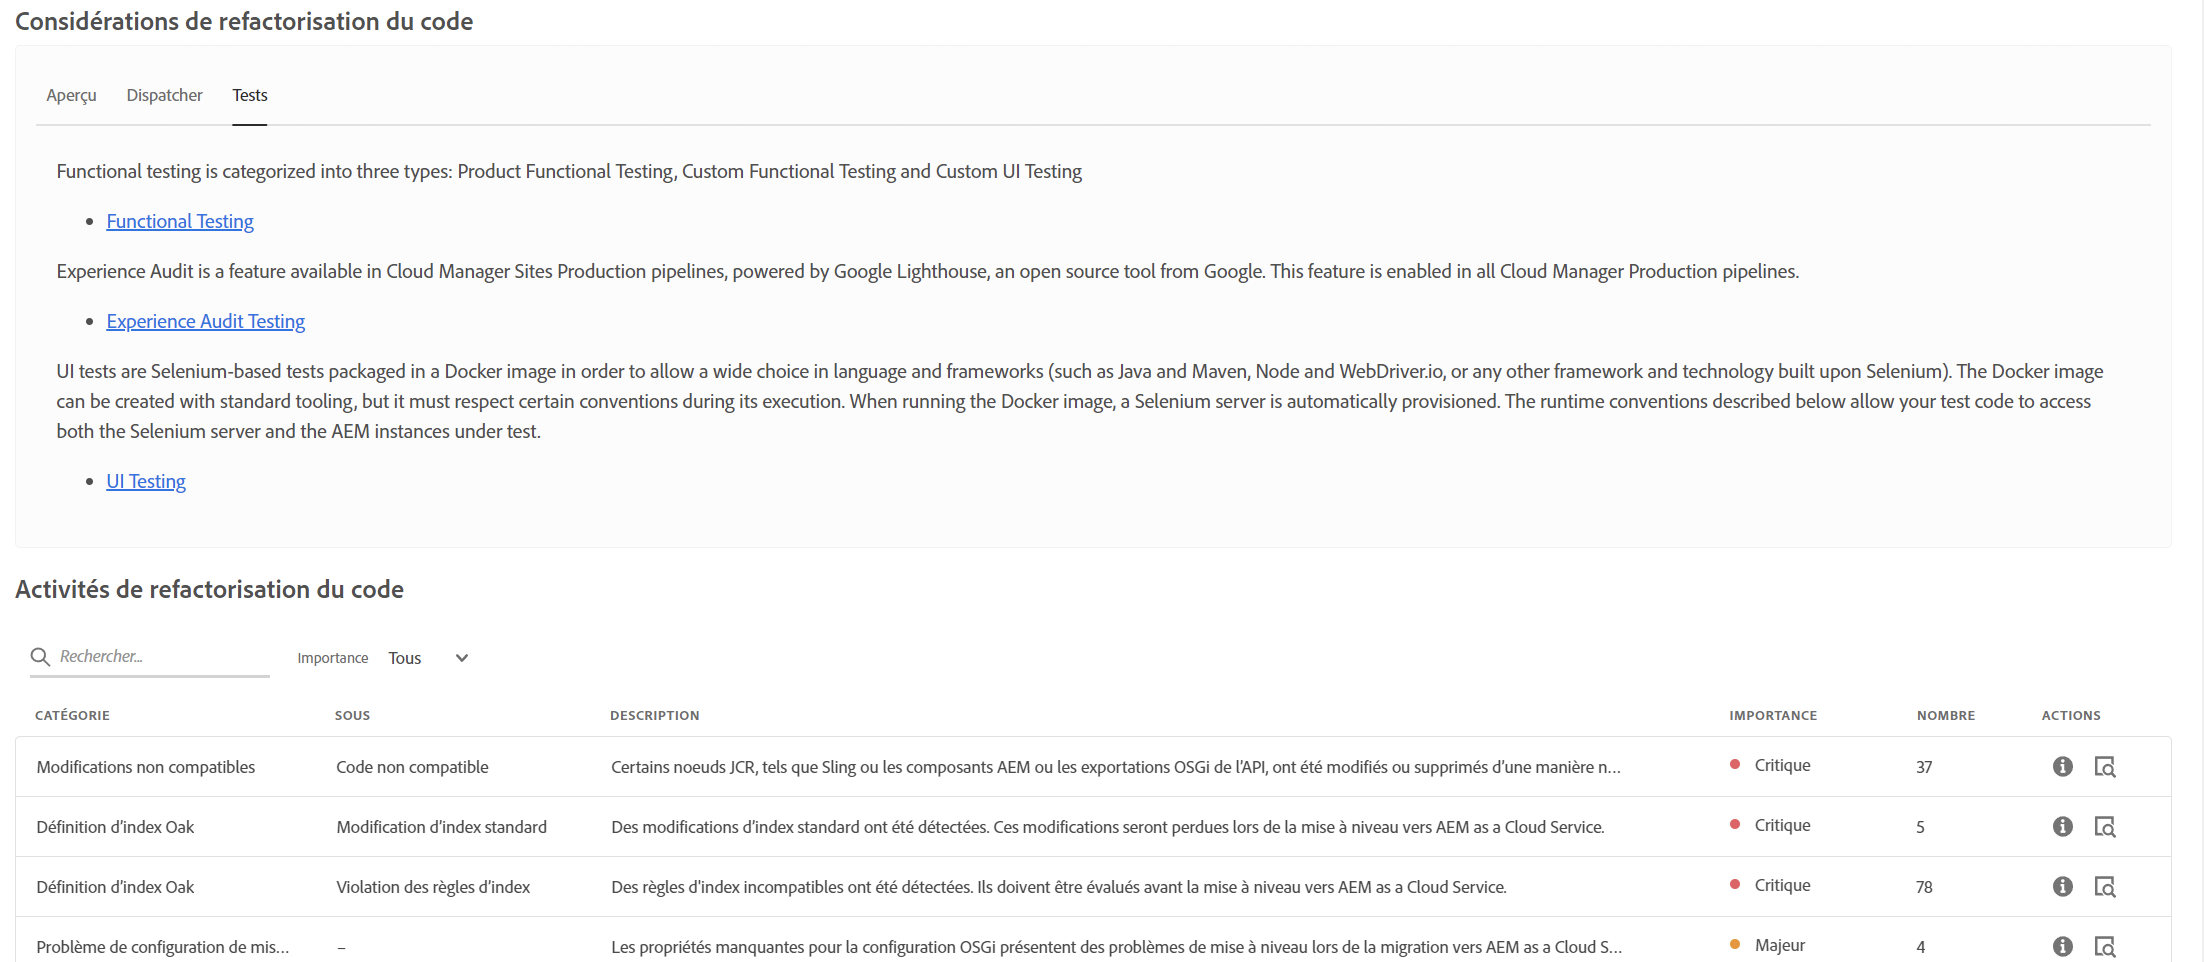 Considérations de refactorisation du code
Aperçu Dispatcher Tests
Functional testing is categorized into three types: Product Functional Testing, Custom Functional Testing and Custom UI Testing
Functional Testing
Experience Audit is a feature available in Cloud Manager Sites Production pipelines, powered by Google Lighthouse, an open source tool from Google. This feature is enabled in all Cloud Manager Production pipelines.
Experience Audit Testing
UI tests are Selenium-based tests packaged in a Docker image in order to allow a wide choice in language and frameworks (such as Java and Maven, Node and WebDriver.io, or any other framework and technology built upon Selenium). The Docker image
can be created with standard tooling, but it must respect certain conventions during its execution. When running the Docker image, a Selenium server is automatically provisioned. The runtime conventions described below allow your test code to access
both the Selenium server and the AEM instances under test.
UI Testing
Activités de refactorisation du code
Rechercher... Importance Tous
CATÉGORIE SOUS DESCRIPTION IMPORTANCE NOMBRE ACTIONS
Modifications non compatibles Code non compatible Certains noeuds JCR, tels que Sling ou les composants AEM ou les exportations OSGi de l'API, ont été modifiés ou supprimés d'une manière n... Critique 37
Définition d'index Oak Modification d'index standard Des modifications d'index standard ont été détectées. Ces modifications seront perdues lors de la mise à niveau vers AEM as a Cloud Service. Critique 5
Définition d'index Oak Violation des règles d'index Des règles d'index incompatibles ont été détectées. Ils doivent être évalués avant la mise à niveau vers AEM as a Cloud Service. Critique 78
Problème de configuration de mis... – Les propriétés manquantes pour la configuration OSGi présentent des problèmes de mise à niveau lors de la migration vers AEM as a Cloud S... Majeur 4